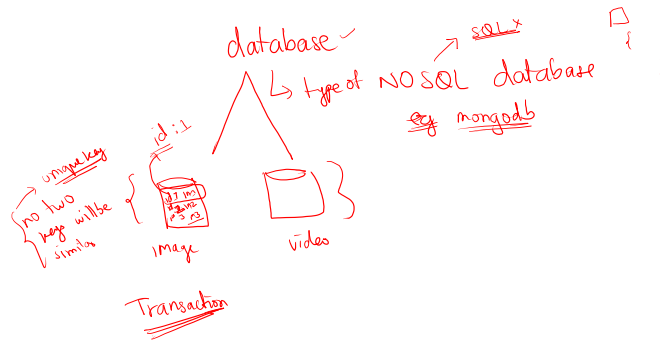 SQL x
database
type of NOSQL database
eg mongodb
id:1
unique key
no two
keys will be
similar
image
video
Transaction